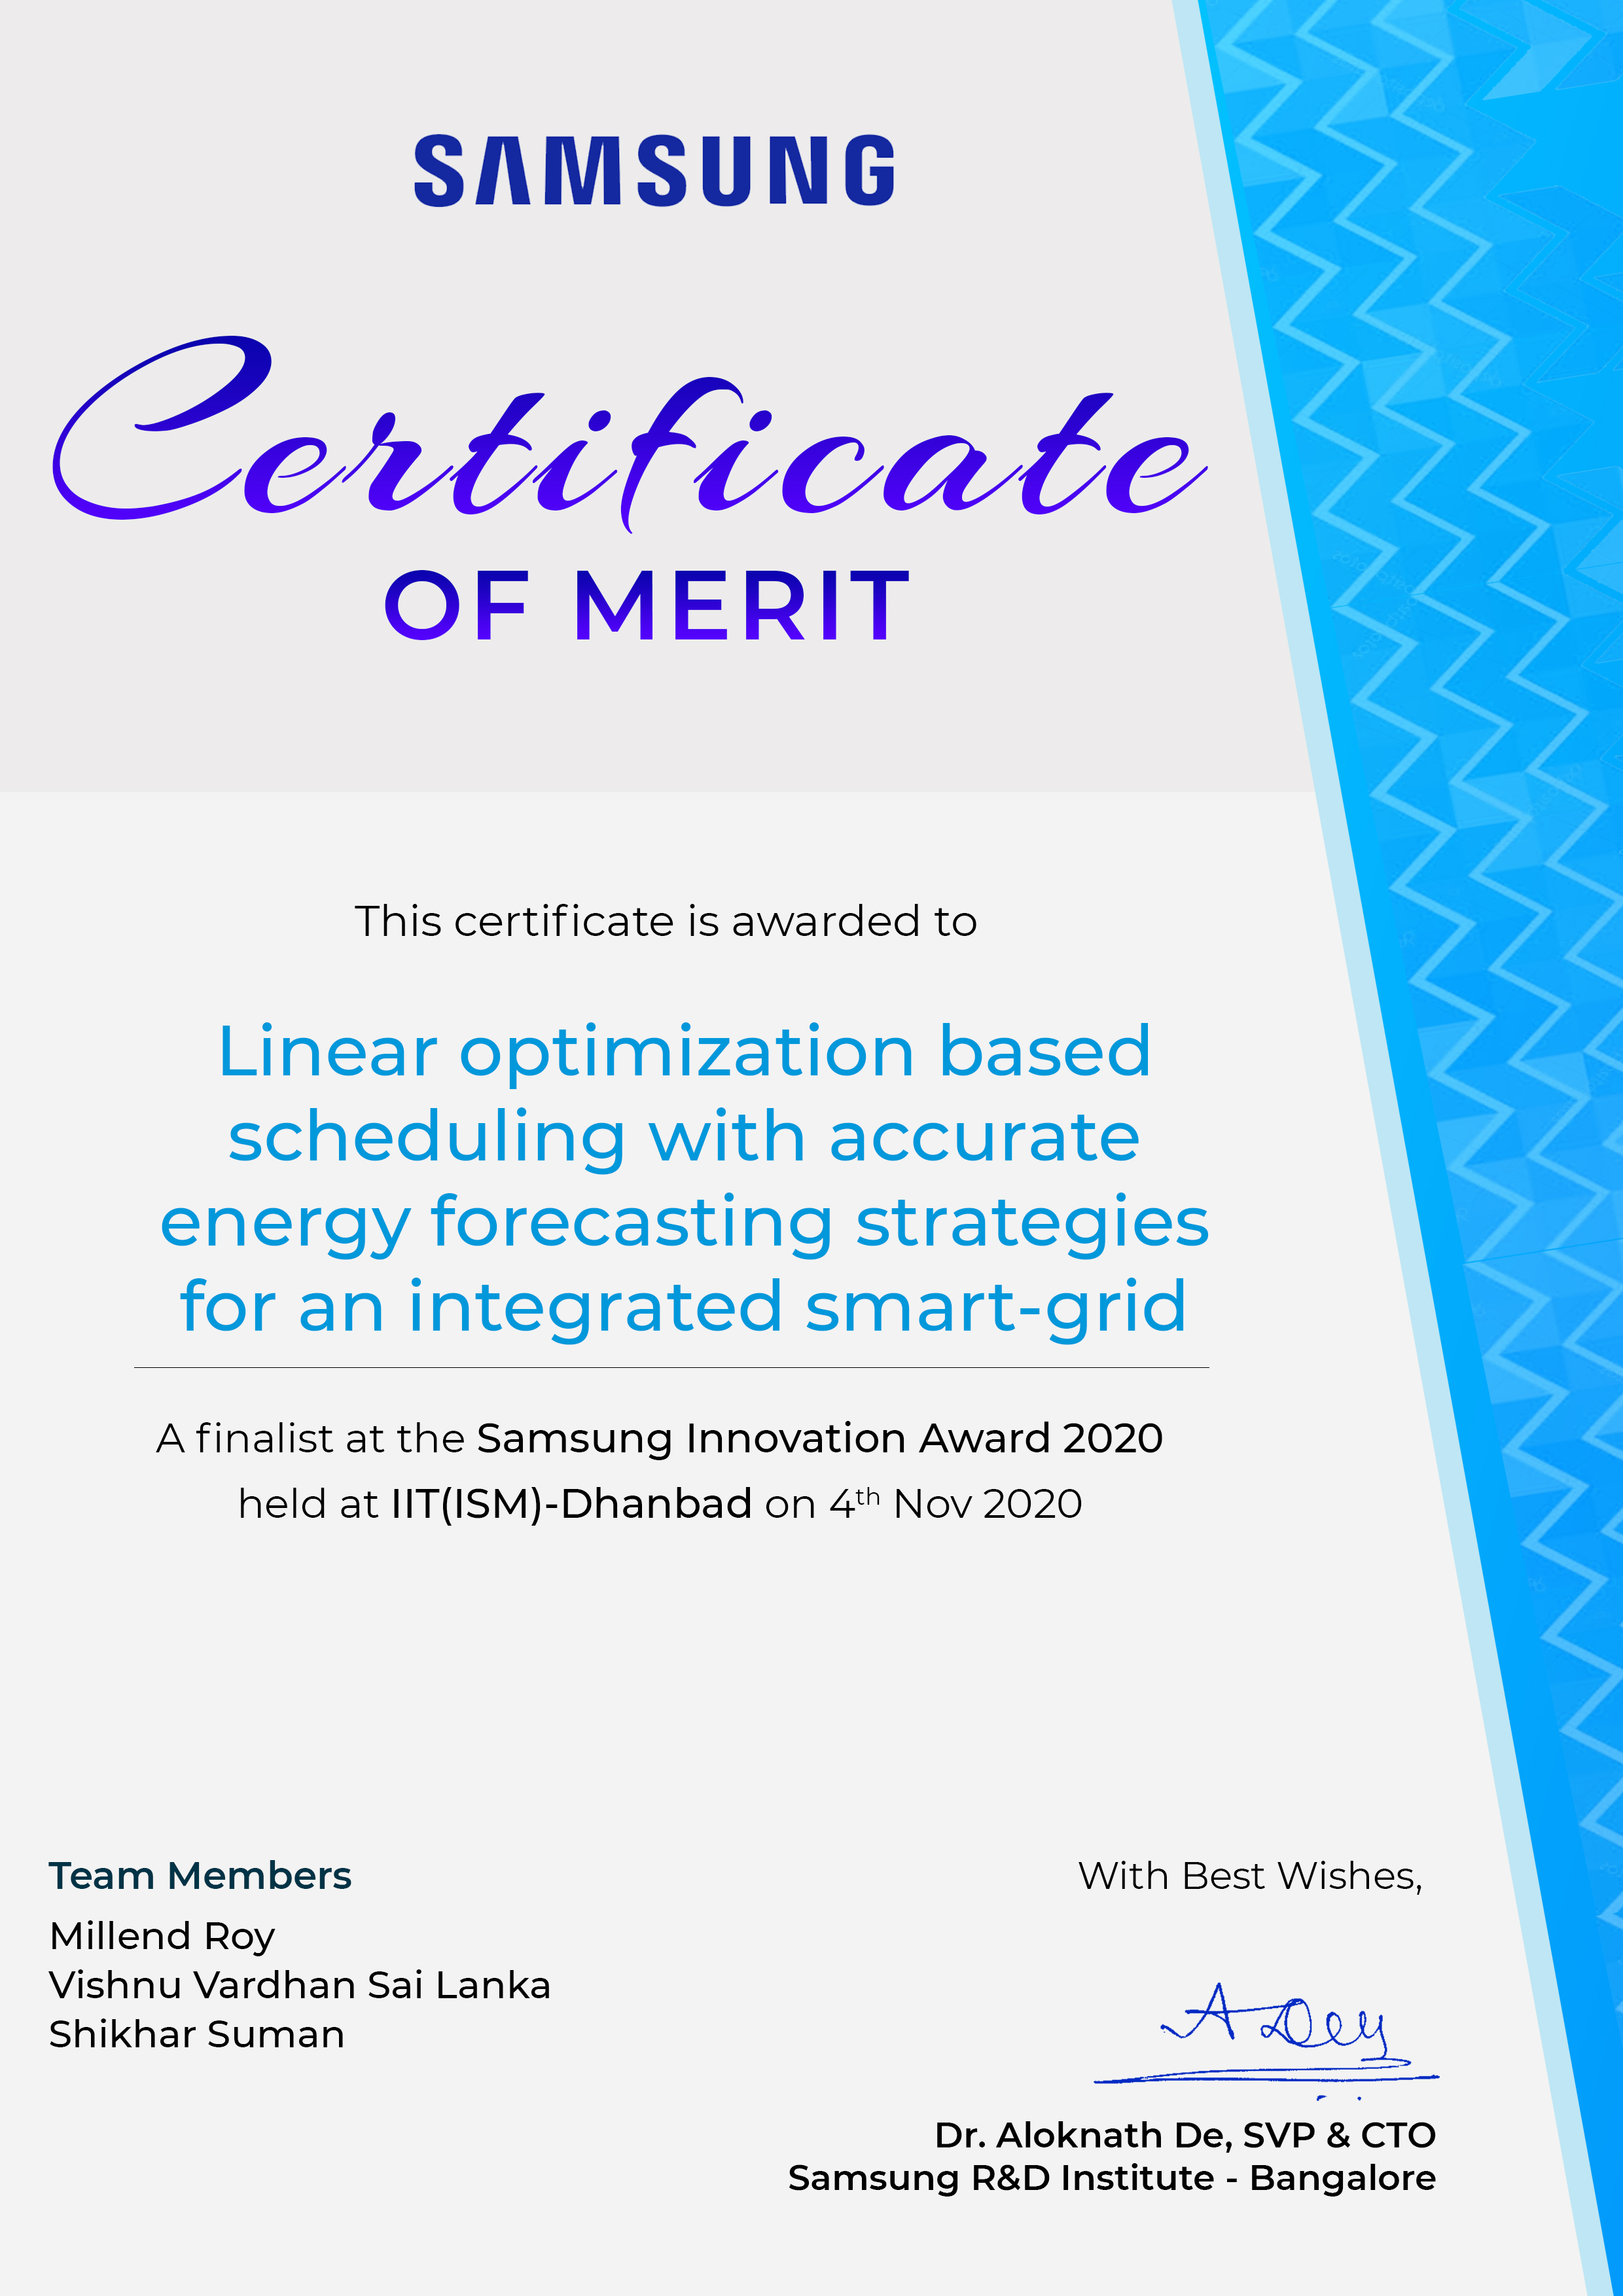 SAMSUNG
Certificate
OF MERIT
This certificate is awarded to
Linear optimization based
scheduling with accurate
energy forecasting strategies
for an integrated smart-grid
A finalist at the Samsung Innovation Award 2020
held at IIT(ISM)-Dhanbad on 4th Nov 2020
Team Members
Millend Roy
Vishnu Vardhan Sai Lanka
Shikhar Suman
With Best Wishes,
A Dey
Dr. Aloknath De, SVP & CTO
Samsung R&D Institute - Bangalore